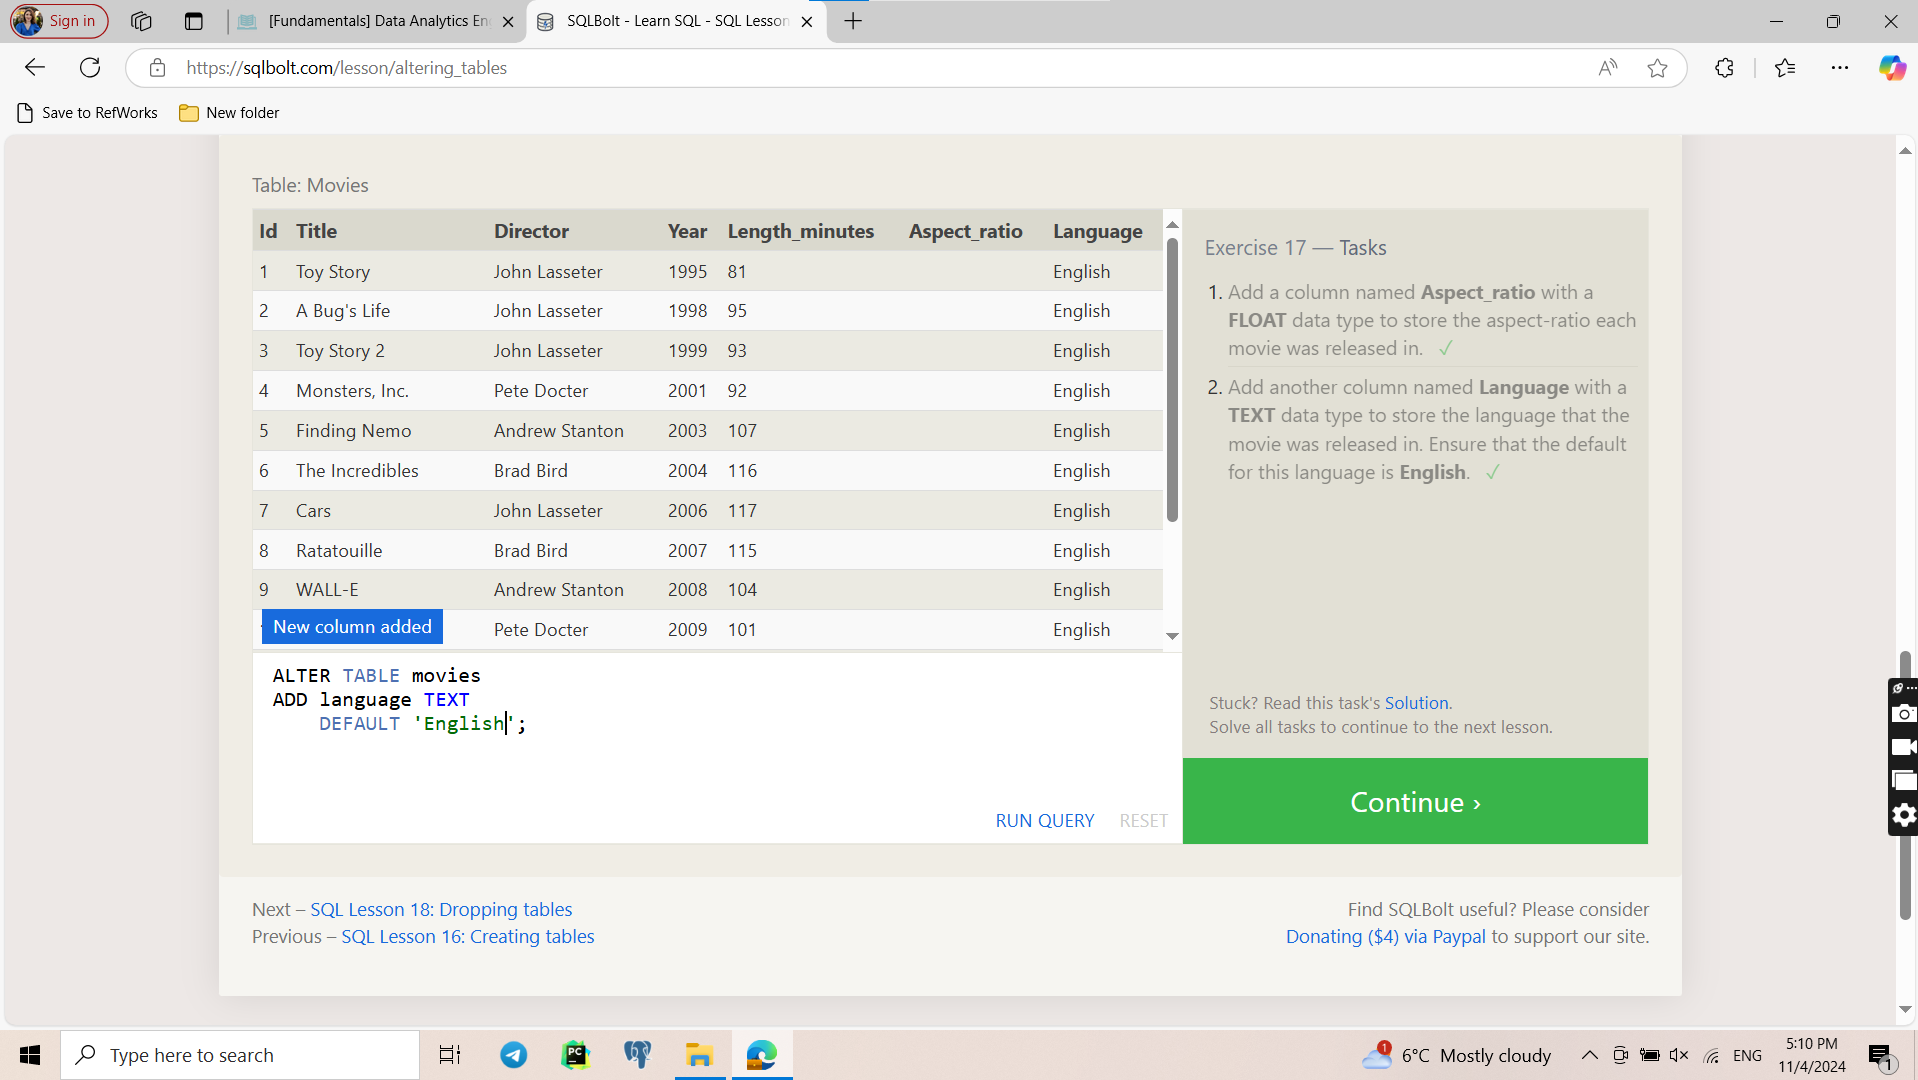 Sign in
[Fundamentals] Data Analytics En
SQLBolt - Learn SQL - SQL Lesson
https://sqlbolt.com/lesson/altering_tables
Save to RefWorks
New folder
Table: Movies
Id Title Director Year Length_minutes Aspect_ratio Language
1 Toy Story John Lasseter 1995 81 English
2 A Bug's Life John Lasseter 1998 95 English
3 Toy Story 2 John Lasseter 1999 93 English
4 Monsters, Inc. Pete Docter 2001 92 English
5 Finding Nemo Andrew Stanton 2003 107 English
6 The Incredibles Brad Bird 2004 116 English
7 Cars John Lasseter 2006 117 English
8 Ratatouille Brad Bird 2007 115 English
9 WALL-E Andrew Stanton 2008 104 English
New column added Pete Docter 2009 101 English
ALTER TABLE movies
ADD language TEXT
DEFAULT 'English';
RUN QUERY RESET
Exercise 17 — Tasks
1. Add a column named Aspect_ratio with a
FLOAT data type to store the aspect-ratio each
movie was released in. ✓
2. Add another column named Language with a
TEXT data type to store the language that the
movie was released in. Ensure that the default
for this language is English. ✓
Stuck? Read this task's Solution.
Solve all tasks to continue to the next lesson.
Continue ›
Next – SQL Lesson 18: Dropping tables
Previous – SQL Lesson 16: Creating tables
Find SQLBolt useful? Please consider
Donating ($4) via Paypal to support our site.
Type here to search
PC
1
6°C Mostly cloudy
ENG
5:10 PM
11/4/2024
1